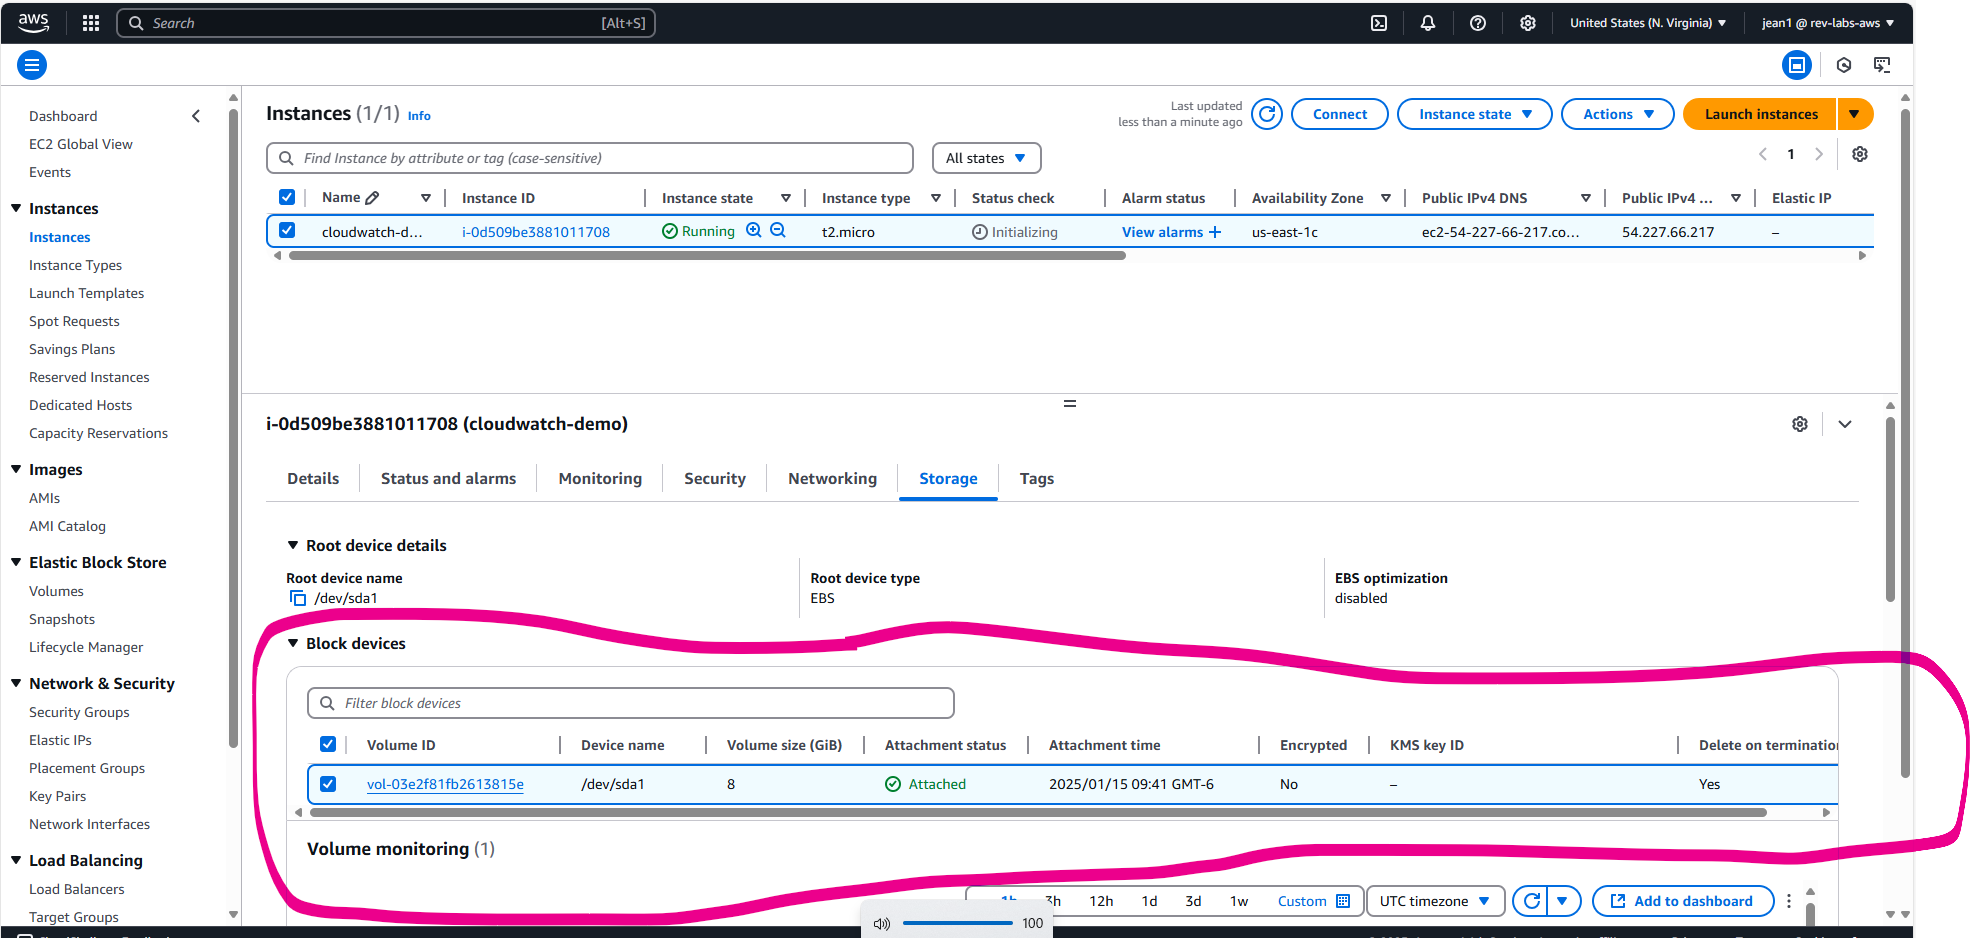 aws Search [Alt+S] United States (N. Virginia) jean1 @ rev-labs-aws
Dashboard
EC2 Global View
Events
Instances
Instances
Instance Types
Launch Templates
Spot Requests
Savings Plans
Reserved Instances
Dedicated Hosts
Capacity Reservations
Images
AMIs
AMI Catalog
Elastic Block Store
Volumes
Snapshots
Lifecycle Manager
Network & Security
Security Groups
Elastic IPs
Placement Groups
Key Pairs
Network Interfaces
Load Balancing
Load Balancers
Target Groups
Instances (1/1) Info
Last updated
less than a minute ago
Connect Instance state Actions Launch instances
Find Instance by attribute or tag (case-sensitive) All states 1
Name Instance ID Instance state Instance type Status check Alarm status Availability Zone Public IPv4 DNS Public IPv4 ... Elastic IP
cloudwatch-d... i-0d509be3881011708 Running t2.micro Initializing View alarms + us-east-1c ec2-54-227-66-217.co... 54.227.66.217 –
i-0d509be3881011708 (cloudwatch-demo)
Details Status and alarms Monitoring Security Networking Storage Tags
Root device details
Root device name Root device type EBS optimization
/dev/sda1 EBS disabled
Block devices
Filter block devices
Volume ID Device name Volume size (GiB) Attachment status Attachment time Encrypted KMS key ID Delete on termination
vol-03e2f81fb2613815e /dev/sda1 8 Attached 2025/01/15 09:41 GMT-6 No – Yes
Volume monitoring (1)
1h 3h 12h 1d 3d 1w Custom UTC timezone Add to dashboard
100